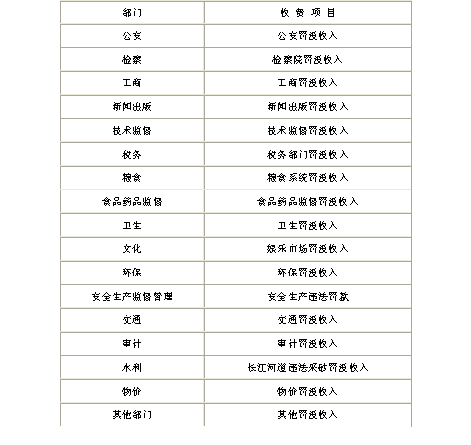 部门 收 费 项 目
公安 公安罚没收入
检察 检察院罚没收入
工商 工商罚没收入
新闻出版 新闻出版罚没收入
技术监督 技术监督罚没收入
税务 税务部门罚没收入
粮食 粮食系统罚没收入
食品药品监督 食品药品监督罚没收入
卫生 卫生罚没收入
文化 娱乐市场罚没收入
环保 环保罚没收入
安全生产监督管理 安全生产违法罚款
交通 交通罚没收入
审计 审计罚没收入
水利 长江河道违法采砂罚没收入
物价 物价罚没收入
其他部门 其他罚没收入